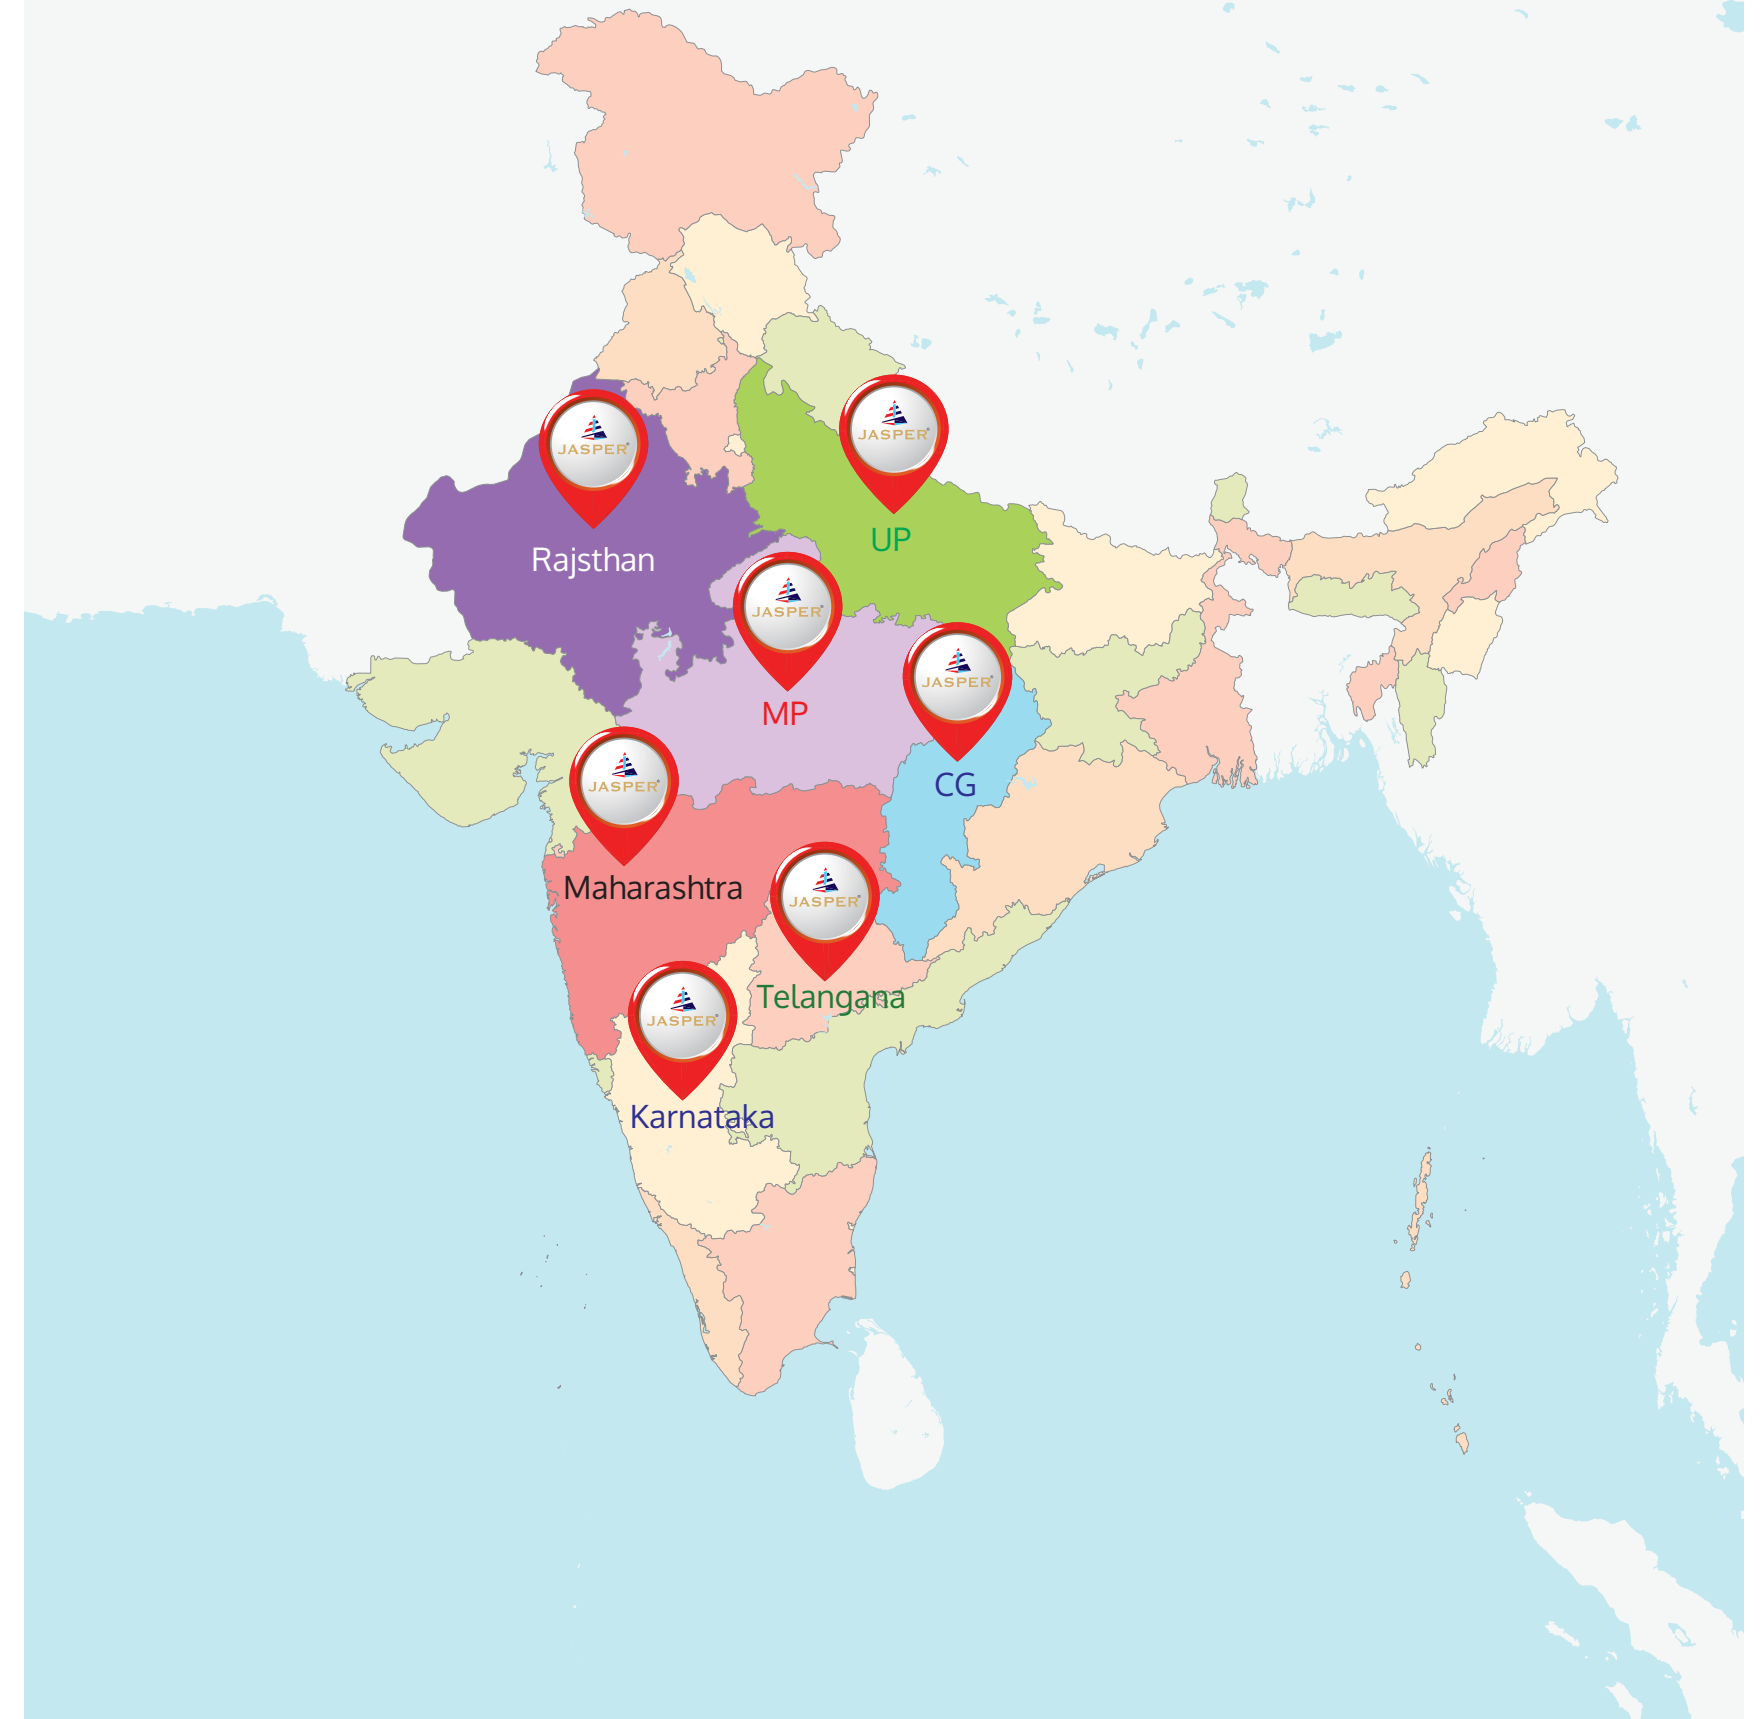 JASPER
UP
JASPER
Rajsthan
JASPER
MP
JASPER
CG
JASPER
Maharashtra
JASPER
Telangana
JASPER
Karnataka